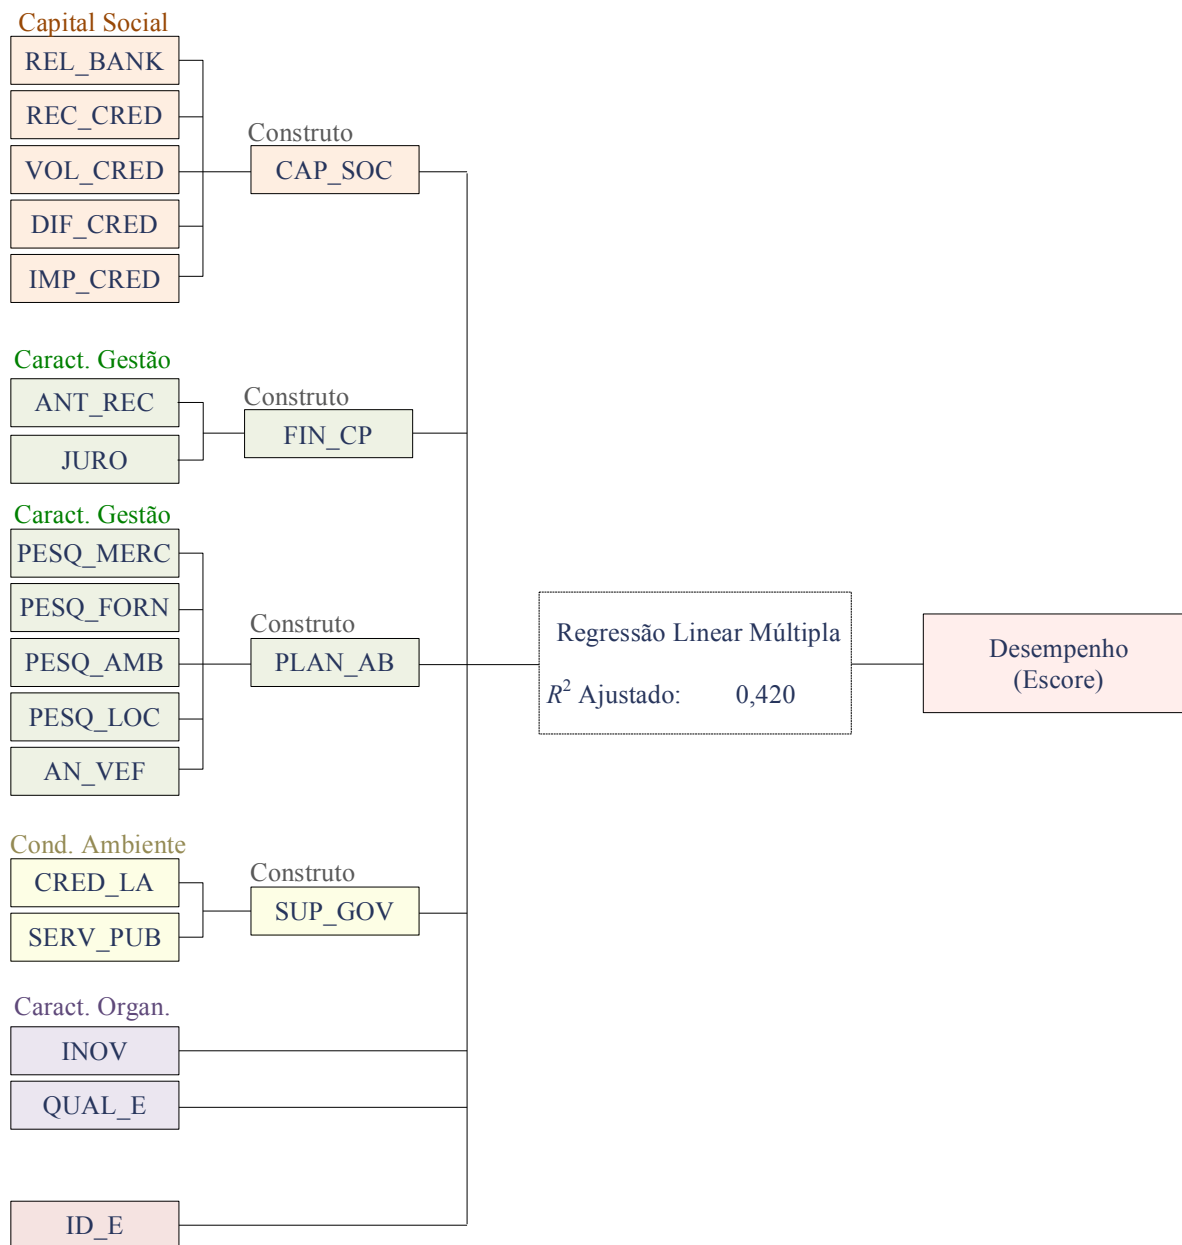 Capital Social
REL_BANK
REC_CRED
VOL_CRED
DIF_CRED
IMP_CRED
Construto
CAP_SOC
Caract. Gestão
ANT_REC
JURO
Construto
FIN_CP
Caract. Gestão
PESQ_MERC
PESQ_FORN
PESQ_AMB
PESQ_LOC
AN_VEF
Construto
PLAN_AB
Cond. Ambiente
CRED_LA
SERV_PUB
Construto
SUP_GOV
Caract. Organ.
INOV
QUAL_E
ID_E
Regressão Linear Múltipla
R² Ajustado: 0,420
Desempenho
(Escore)